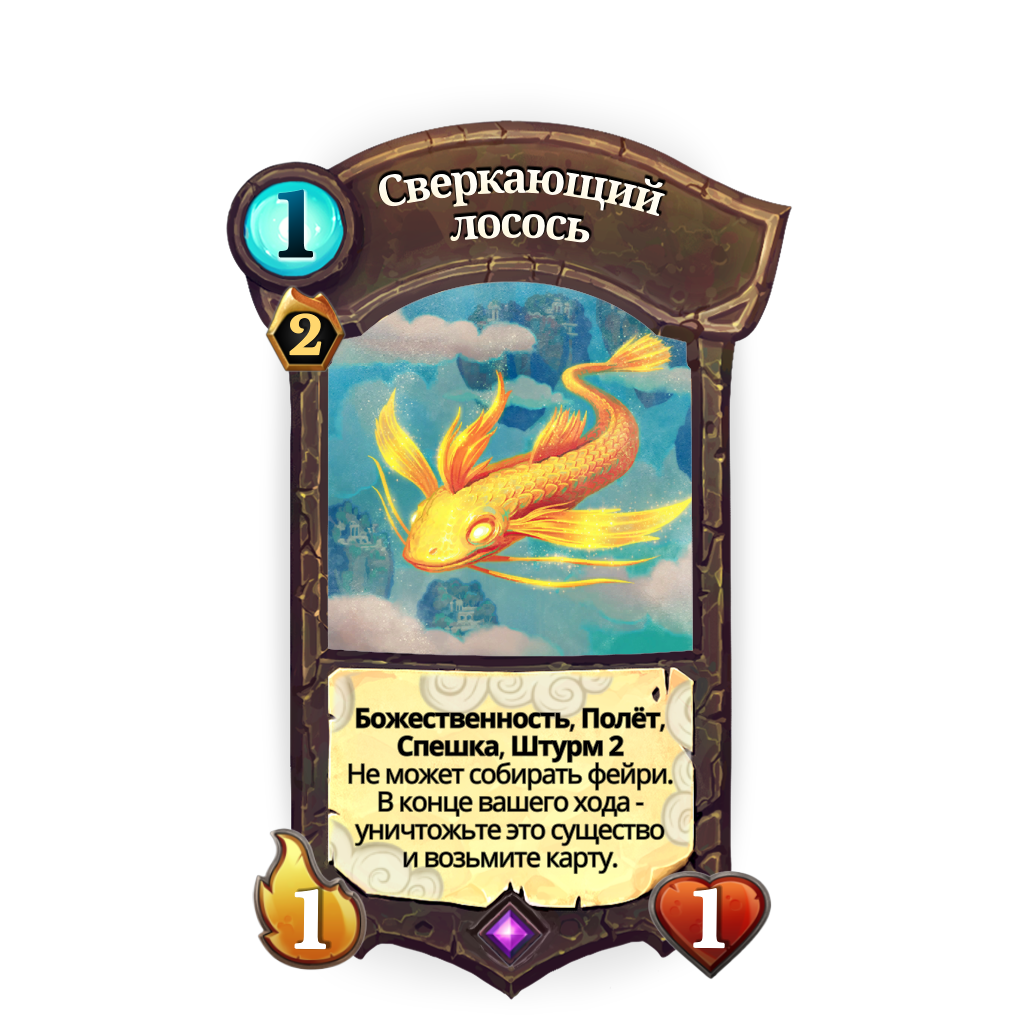 Сверкающий
лосось
1
2
Божественность, Полёт,
Спешка, Штурм 2
Не может собирать фейри.
В конце вашего хода -
уничтожьте это существо
и возьмите карту.
1
1